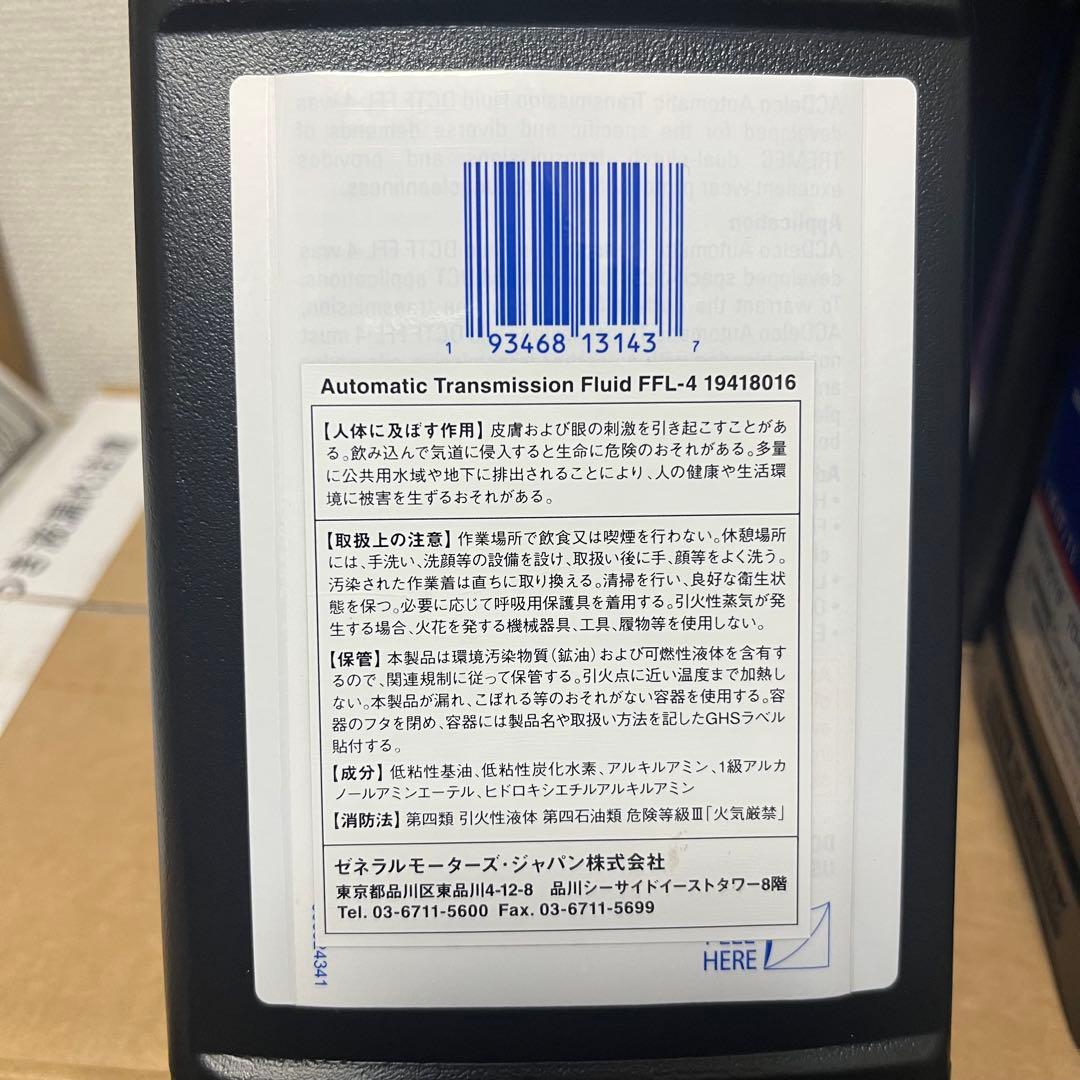 1 93468 13143 7
Automatic Transmission Fluid FFL-4 19418016
【人体に及ぼす作用】皮膚および眼の刺激を引き起こすことがあ
る。飲み込んで気道に侵入すると生命に危険のおそれがある。多量
に公共用水域や地下に排出されることにより、人の健康や生活環
境に被害を生ずるおそれがある。
【取扱上の注意】作業場所で飲食又は喫煙を行わない。休憩場所
には、手洗い、洗顔等の設備を設け、取扱い後に手、顔等をよく洗う。
汚染された作業着は直ちに取り換える。清掃を行い、良好な衛生状
態を保つ。必要に応じて呼吸用保護具を着用する。引火性蒸気が発
生する場合、火花を発する機械器具、工具、履物等を使用しない。
【保管】本製品は環境汚染物質（鉱油）および可燃性液体を含有す
るので、関連規制に従って保管する。引火点に近い温度まで加熱し
ない。本製品が漏れ、こぼれる等のおそれがない容器を使用する。容
器のフタを閉め、容器には製品名や取扱い方法を記したGHSラベル
貼付する。
【成分】低粘性基油、低粘性炭化水素、アルキルアミン、1級アルカ
ノールアミンエーテル、ヒドロキシエチルアルキルアミン
【消防法】第四類 引火性液体 第四石油類 危険等級Ⅲ「火気厳禁」
ゼネラルモーターズ・ジャパン株式会社
東京都品川区東品川4-12-8 品川シーサイドイーストタワー8階
Tel. 03-6711-5600 Fax. 03-6711-5699
HERE